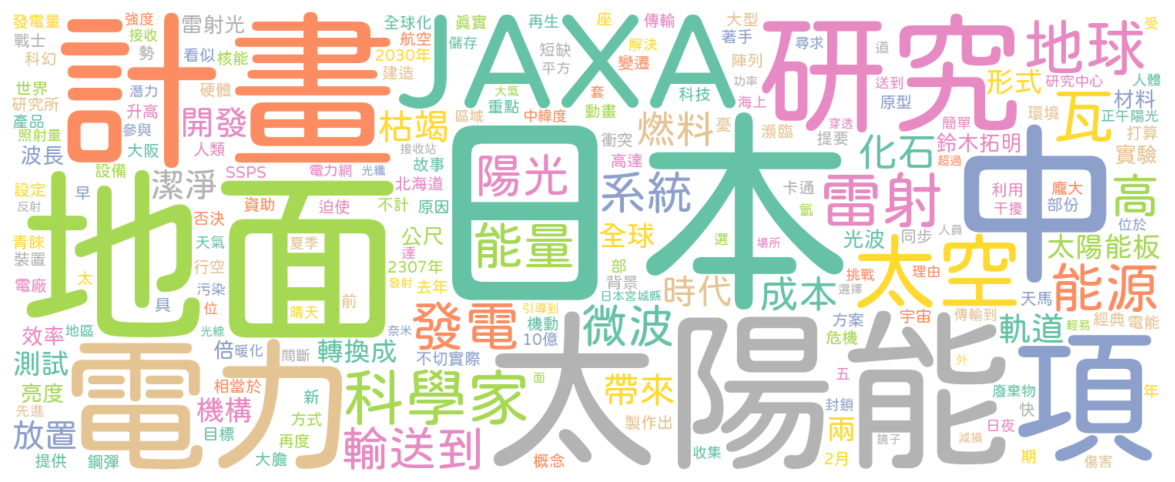 發電量 強度 雷射光 全球化 眞實 再生 座 傳輸 大型
戰士 接收 勢 航空 儲存 短缺 解決 著手 尋求 道 受
科幻 看似 核能 2030年 重點 大氣 平方 變遷 陣列 功率
計畫 JAXA 研究 地球
世界 潛力 硬體 建造 套 科技 海上 送到 形式 研究中心 人體
研究所 升高 開發 枯竭 區域 動畫 中緯度 燃料 憂 穿透 原型 瓦 材料
產品 參與 環境 正午陽光
照射量 人類 衝突 瀕臨 簡單 打算
波長 大阪 接收站 故事 提要 化石 鈴木拓明 實驗
設備 SSPS 電力網 光纖 高達 超過
設定 早 潔淨 北海道 陽光 系統 卡通 雷射 中 利用 龐大 高
反射 地面 資助 迫使 不計 原因 日本 氫 干擾 部份 位於
青睞 否決 夏季 公尺 能量 全球 光波 同步 人員 太陽能板
裝置 天氣 達 部 選 場所 太空
電廠 太 行空 2307年 背景 挑戰 理由 能源
汚染 晴天 前 發射 去年 日本宮城縣 時代 成本 選擇 天馬
具 位 引導到 傳輸到 宇宙
效率 地區 光線 發電 奈米 機動 微波 方案 經典 電能
倍 暖化 間斷 10億 危機 輕易 軌道
測試 電力 轉換成 不切實際 太陽能 外 項
亮度 相當於 新 科學家 面 帶來 五 廢棄物 年
先進 機構 方式 製作出 封鎖 鏡子 快
放置 目標 再度 輸送到 兩 減損 日夜
提供 鋼彈 大膽 概念 收集 2月 期 傷害